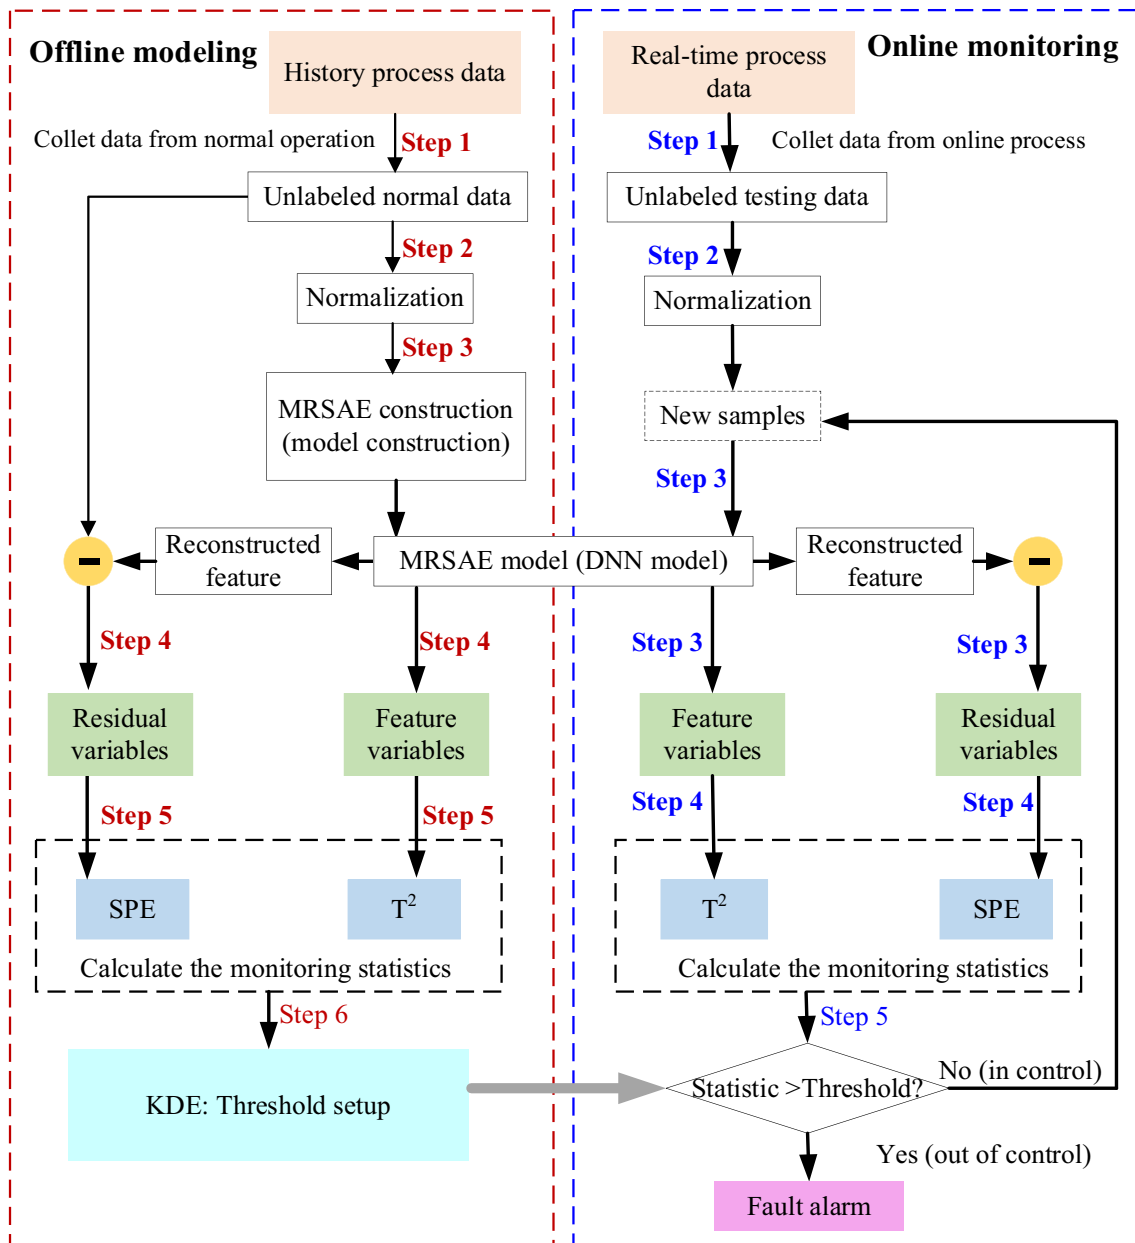 Offline modeling
History process data
Collet data from normal operation
Step 1
Unlabeled normal data
Step 2
Normalization
Step 3
MRSAE construction
(model construction)
Reconstructed
feature
MRSAE model (DNN model)
Step 4
Step 4
Residual
variables
Feature
variables
Step 5
Step 5
SPE
T²
Calculate the monitoring statistics
Step 6
KDE: Threshold setup
Online monitoring
Real-time process
data
Step 1
Collet data from online process
Unlabeled testing data
Step 2
Normalization
New samples
Step 3
Reconstructed
feature
Step 3
Step 3
Feature
variables
Residual
variables
Step 4
Step 4
T²
SPE
Calculate the monitoring statistics
Step 5
Statistic >Threshold?
No (in control)
Yes (out of control)
Fault alarm